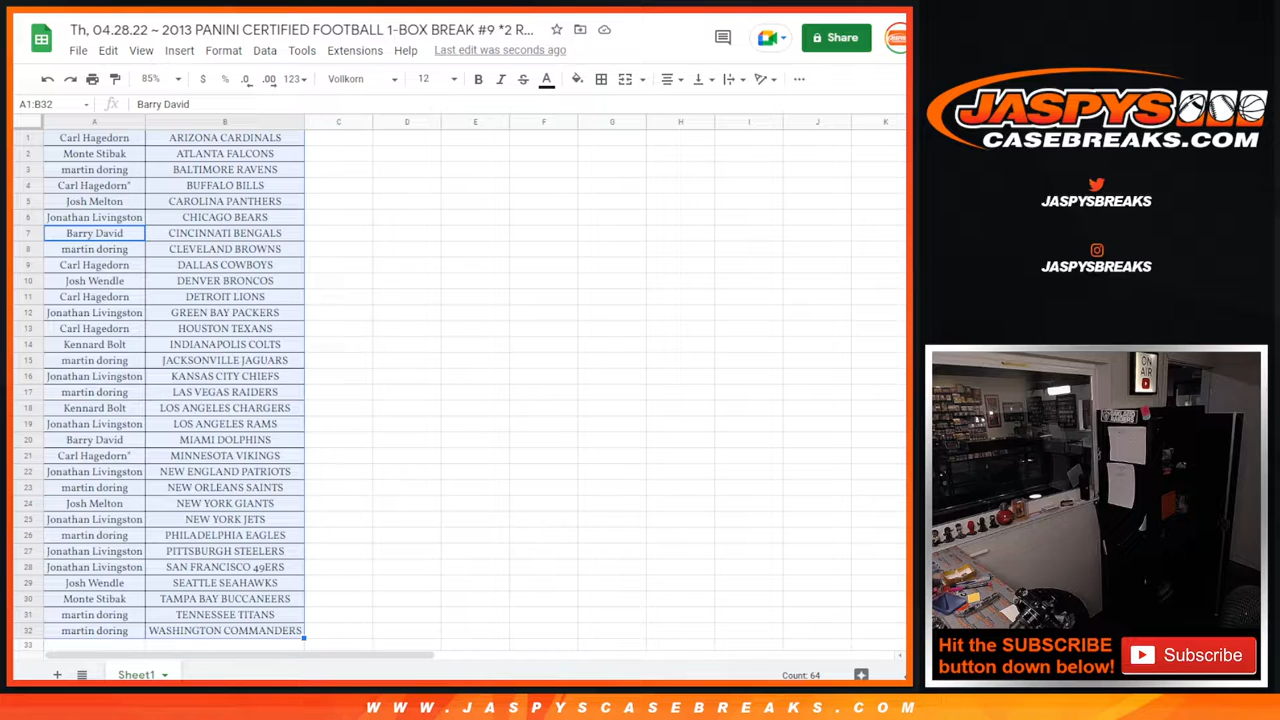 Th, 04.28.22 ~ 2013 PANINI CERTIFIED FOOTBALL 1-BOX BREAK #9 *2 R...
File Edit View Insert Format Data Tools Extensions Help Last edit was seconds ago
Share
85% $ % .0 .00 123 Vollkorn 12 B I S A
A1:B32 fx Barry David
A B C D E F G H I J K
1 Carl Hagedorn ARIZONA CARDINALS
2 Monte Stibak ATLANTA FALCONS
3 martin doring BALTIMORE RAVENS
4 Carl Hagedorn* BUFFALO BILLS
5 Josh Melton CAROLINA PANTHERS
6 Jonathan Livingston CHICAGO BEARS
7 Barry David CINCINNATI BENGALS
8 martin doring CLEVELAND BROWNS
9 Carl Hagedorn DALLAS COWBOYS
10 Josh Wendle DENVER BRONCOS
11 Carl Hagedorn DETROIT LIONS
12 Jonathan Livingston GREEN BAY PACKERS
13 Carl Hagedorn HOUSTON TEXANS
14 Kennard Bolt INDIANAPOLIS COLTS
15 martin doring JACKSONVILLE JAGUARS
16 Jonathan Livingston KANSAS CITY CHIEFS
17 martin doring LAS VEGAS RAIDERS
18 Kennard Bolt LOS ANGELES CHARGERS
19 Jonathan Livingston LOS ANGELES RAMS
20 Barry David MIAMI DOLPHINS
21 Carl Hagedorn* MINNESOTA VIKINGS
22 Jonathan Livingston NEW ENGLAND PATRIOTS
23 martin doring NEW ORLEANS SAINTS
24 Josh Melton NEW YORK GIANTS
25 Jonathan Livingston NEW YORK JETS
26 martin doring PHILADELPHIA EAGLES
27 Jonathan Livingston PITTSBURGH STEELERS
28 Jonathan Livingston SAN FRANCISCO 49ERS
29 Josh Wendle SEATTLE SEAHAWKS
30 Monte Stibak TAMPA BAY BUCCANEERS
31 martin doring TENNESSEE TITANS
32 martin doring WASHINGTON COMMANDERS
33
Sheet1
Count: 64
JASPYS
CASEBREAKS.COM
JASPYSBREAKS
JASPYSBREAKS
ON
AIR
Hit the SUBSCRIBE
button down below!
Subscribe
WWW.JASPYSCASEBREAKS.COM